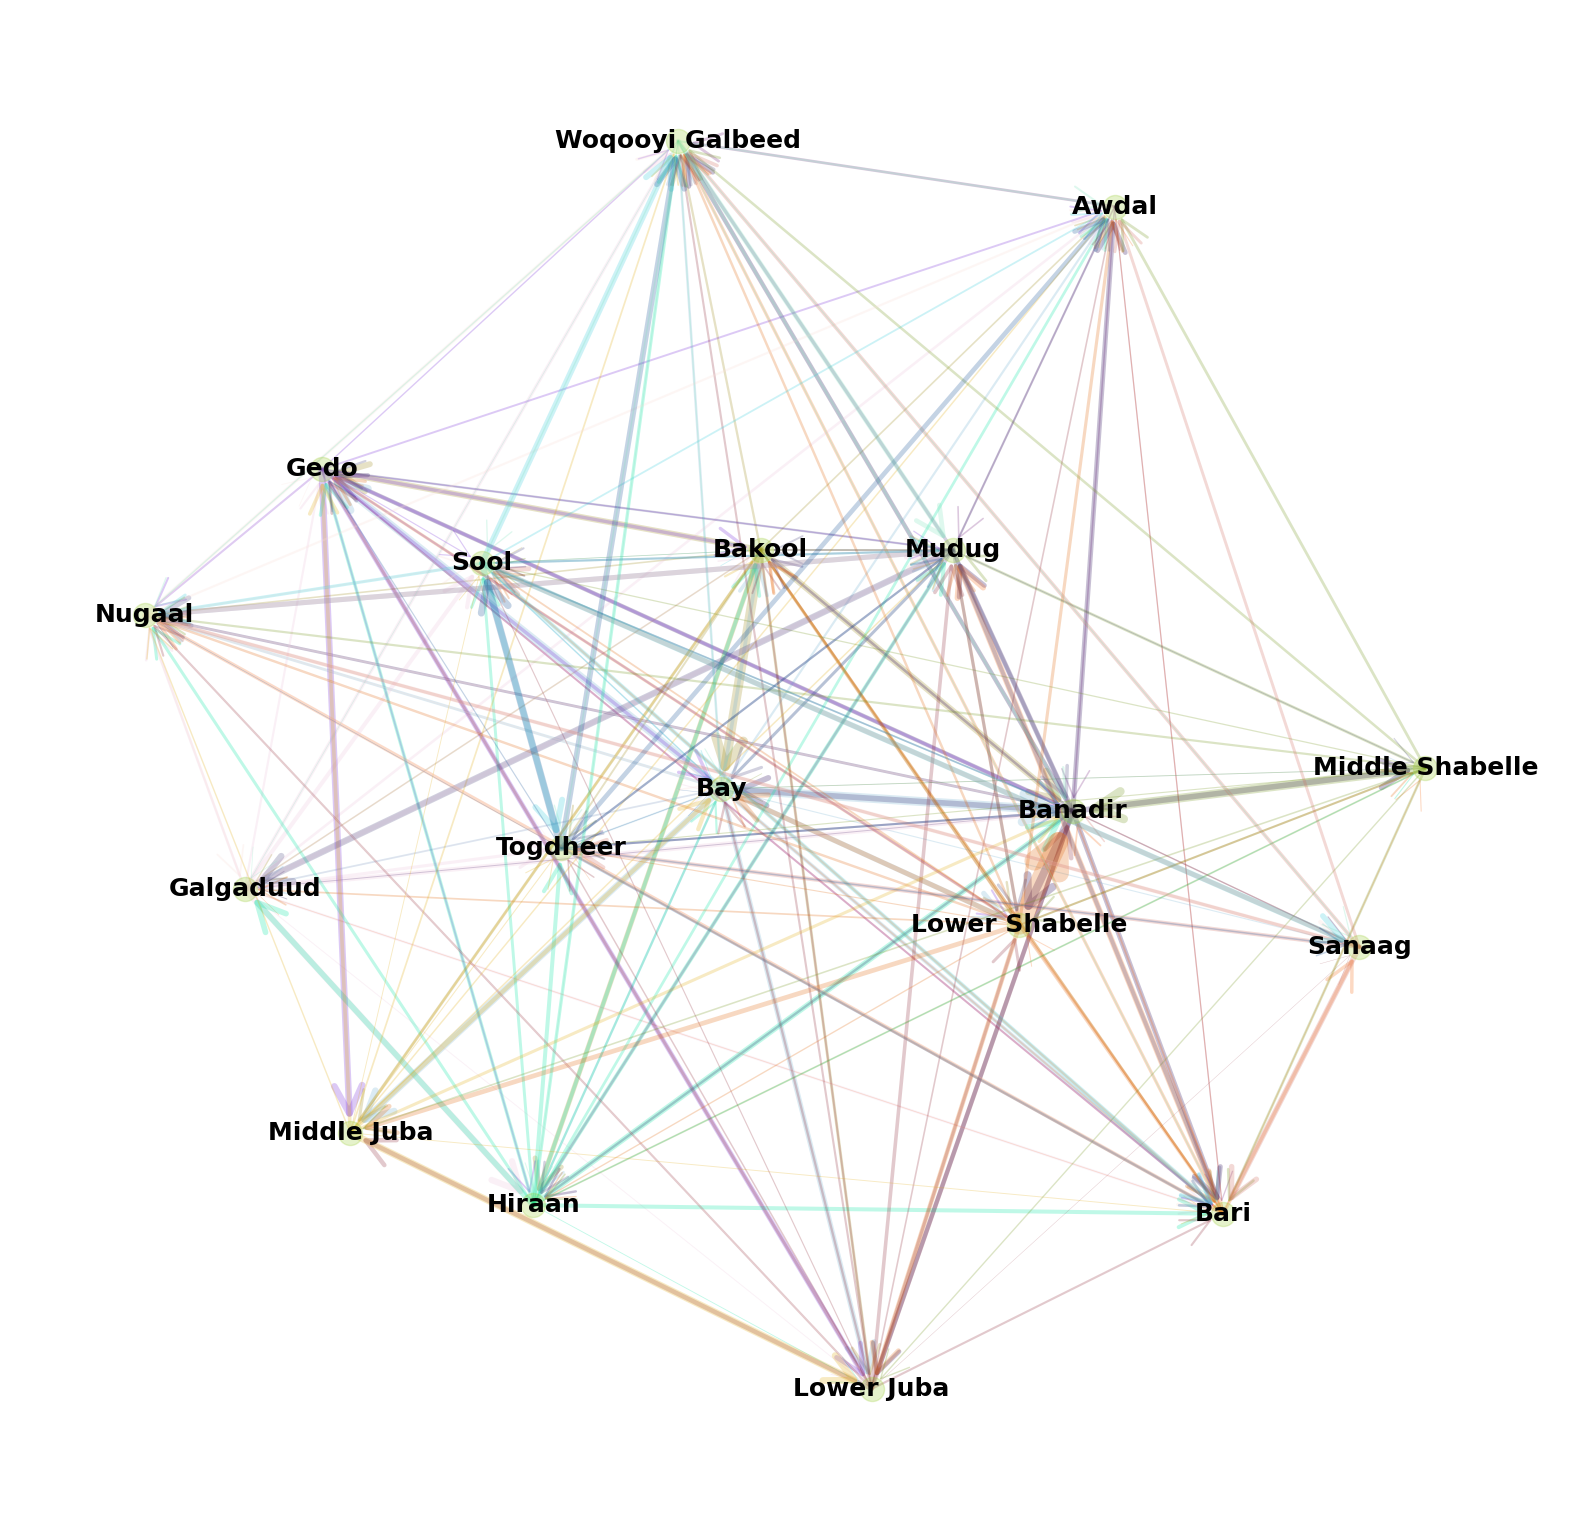 Woqooyi Galbeed
Awdal
Gedo
Bakool
Mudug
Sool
Nugaal
Middle Shabelle
Bay
Banadir
Togdheer
Galgaduud
Lower Shabelle
Sanaag
Middle Juba
Hiraan
Bari
Lower Juba